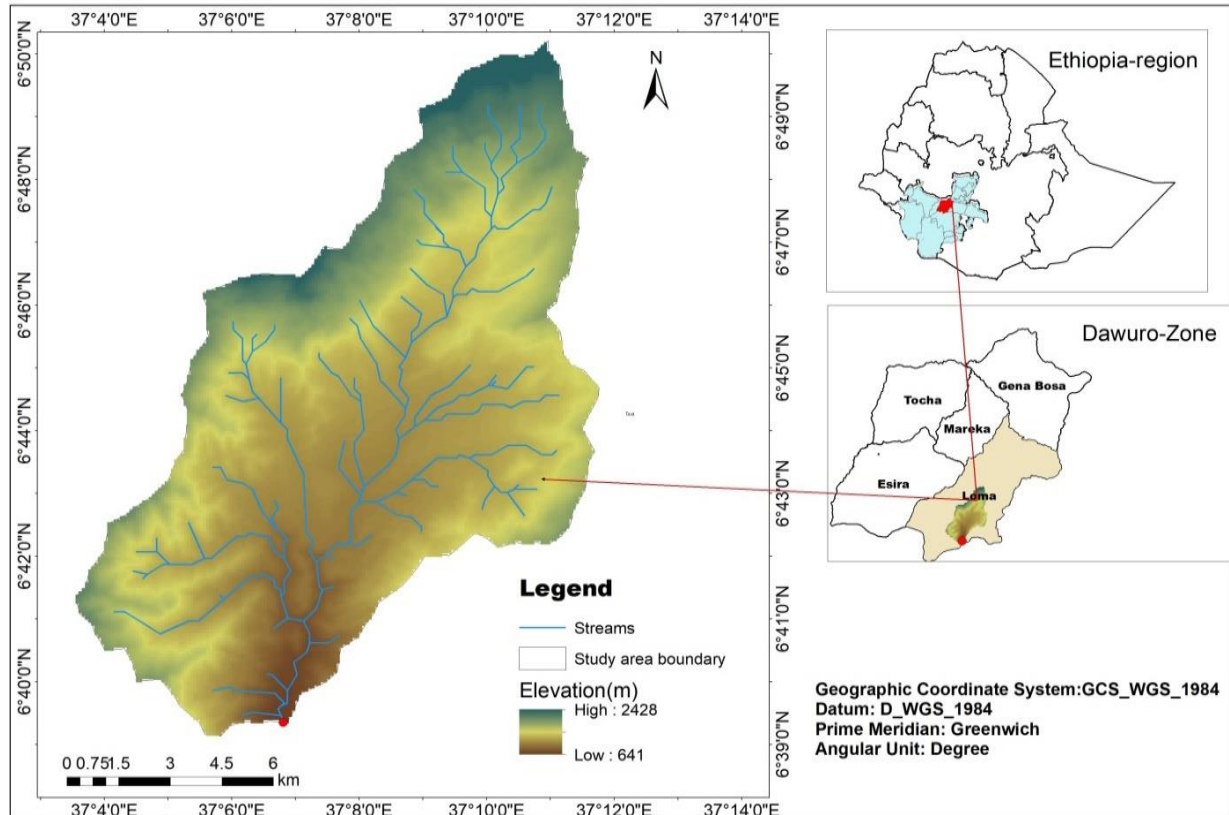 37°4'0"E 37°6'0"E 37°8'0"E 37°10'0"E 37°12'0"E 37°14'0"E
6°50'0"N
6°48'0"N
6°46'0"N
6°44'0"N
6°42'0"N
6°40'0"N
N
6°49'0"N
6°47'0"N
6°45'0"N
6°43'0"N
6°41'0"N
6°39'0"N
Legend
Streams
Study area boundary
Elevation(m)
High : 2428
Low : 641
0 0.751.5 3 4.5 6
km
37°4'0"E 37°6'0"E 37°8'0"E 37°10'0"E 37°12'0"E 37°14'0"E
Ethiopia-region
Dawuro-Zone
Gena Bosa
Tocha
Mareka
Esira
Loma
Geographic Coordinate System:GCS_WGS_1984
Datum: D_WGS_1984
Prime Meridian: Greenwich
Angular Unit: Degree